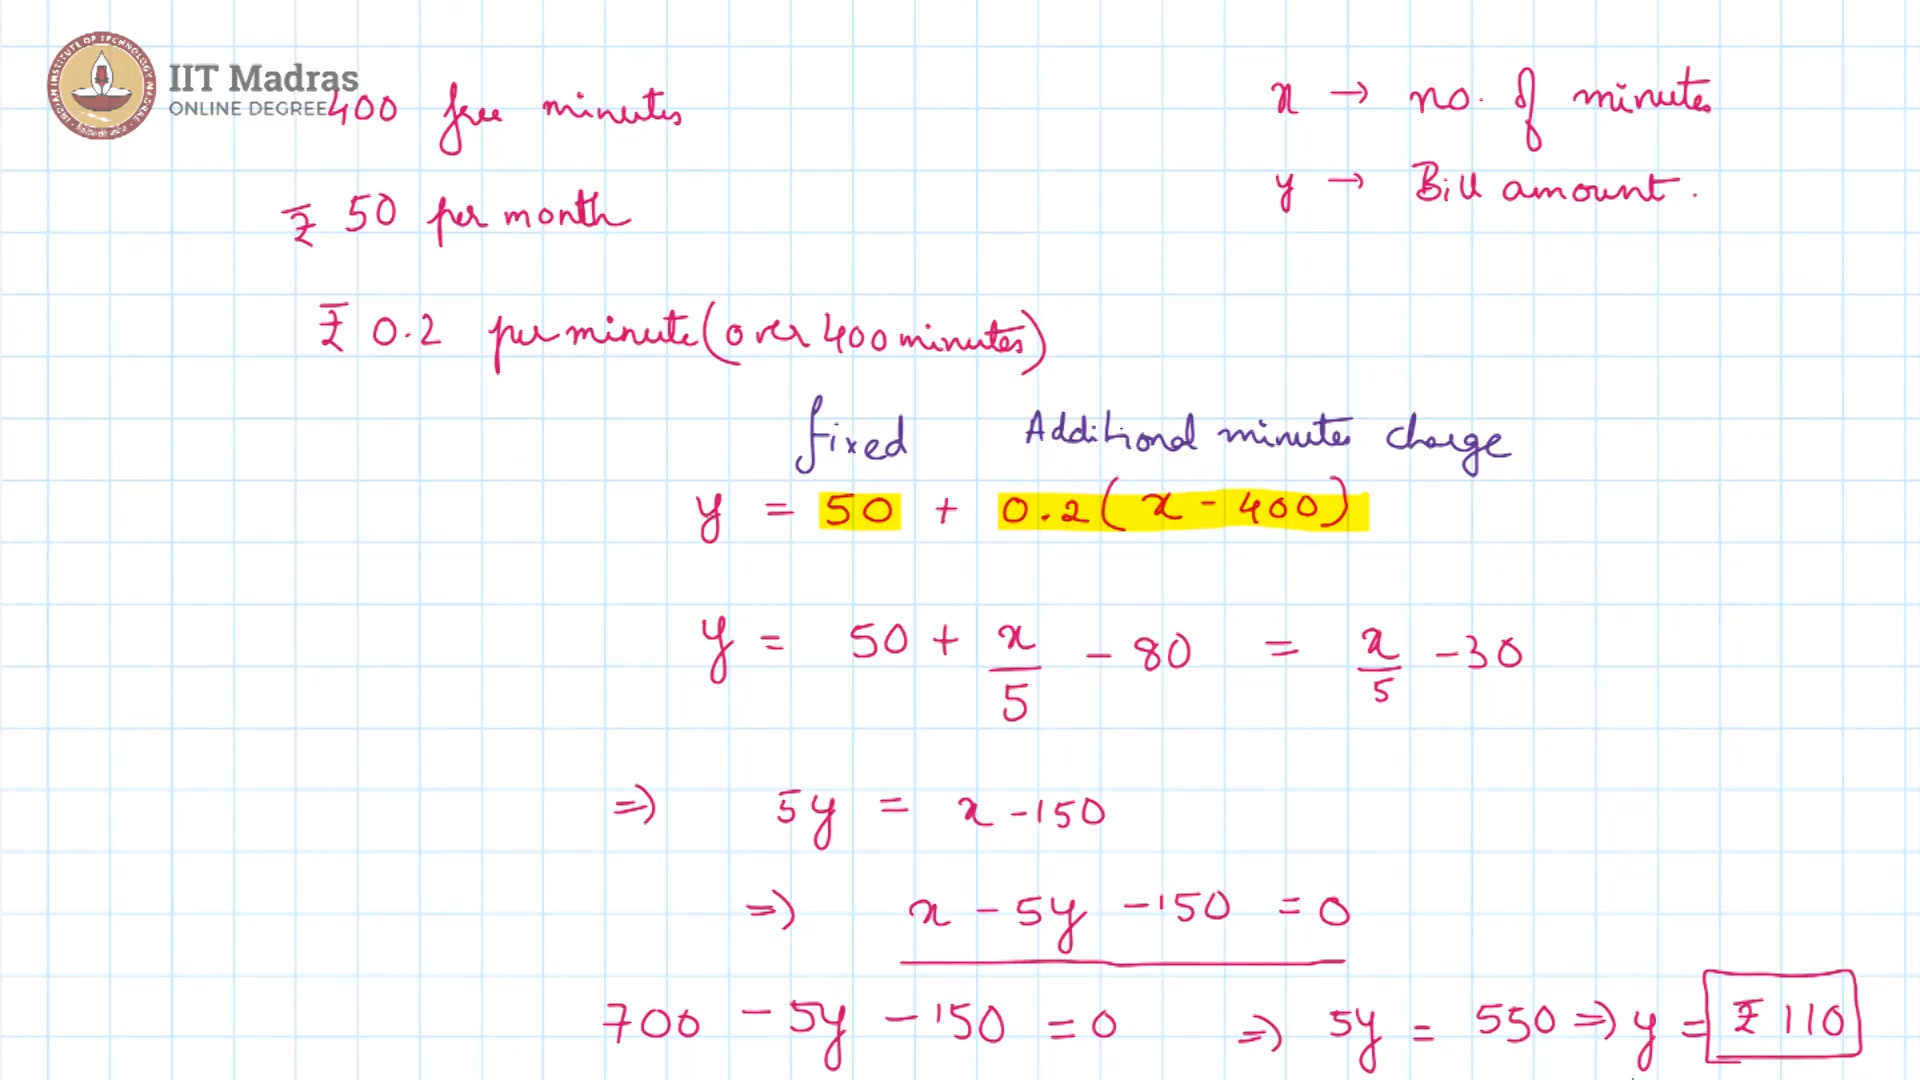 IIT Madras
ONLINE DEGREE
400 free minutes
₹ 50 per month
₹ 0.2 per minute (over 400 minutes)
x → no. of minutes
y → Bill amount.
fixed Additional minutes charge
y = 50 + 0.2 ( x - 400)
y = 50 + x/5 - 80 = x/5 - 30
⇒ 5y = x - 150
⇒ x - 5y - 150 = 0
700 - 5y - 150 = 0 ⇒ 5y = 550 ⇒ y = ₹ 110